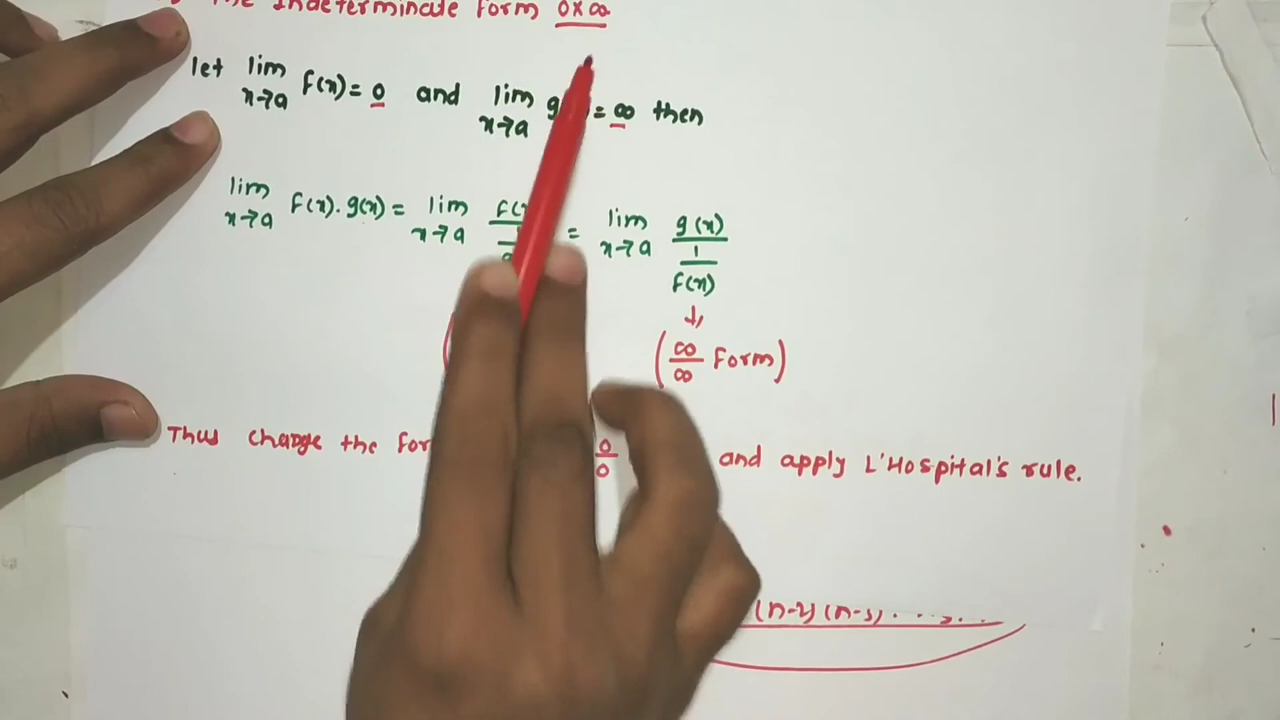 The Indeterminate form 0×∞
let lim x→a f(x) = 0 and lim x→a g = ∞ then
lim x→a f(x). g(x) = lim x→a f(x / 1 = lim x→a g(x) / 1 / f(x)
↓
( ( ∞/∞ form )
Thus change the for 0/0 and apply L'Hospital's rule.
(n-2) (n-3) . . . . . .